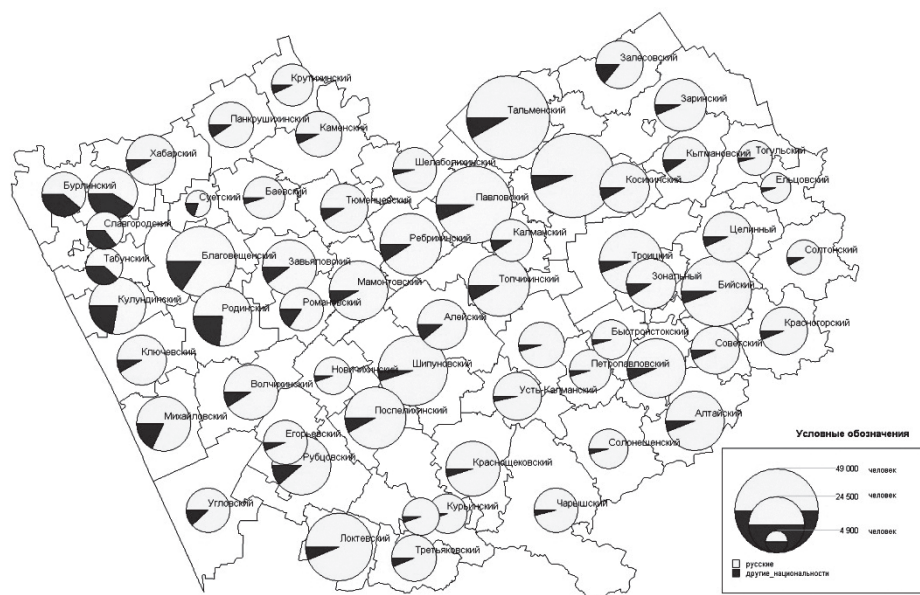 Залесовский
Крутихинский
Тальменский
Заринский
Панкрушихинский
Каменский
Тогульский
Хабарский
Шелаболихинский
Кытмановский
Бурлинский
Баевский
Ельцовский
Суетский
Косихинский
Тюменцевский
Павловский
Славгородский
Калманский
Целинный
Ребрихинский
Солтонский
Благовещенский
Завьяловский
Троицкий
Табунский
Зональный
Топчихинский
Мамонтовский
Бийский
Кулундинский
Родинский
Романовский
Алейский
Красногорский
Быстроистокский
Советский
Ключевский
Петропавловский
Новичихинский
Шипуновский
Волчихинский
Усть-Калманский
Поспелихинский
Алтайский
Михайловский
Условные обозначения
Егорьевский
Солонешенский
Рубцовский
Краснощековский
49 000 человек
24 500 человек
Угловский
Курьинский
Чарышский
4 900 человек
Локтевский
Третьяковский
русские
другие_национальности